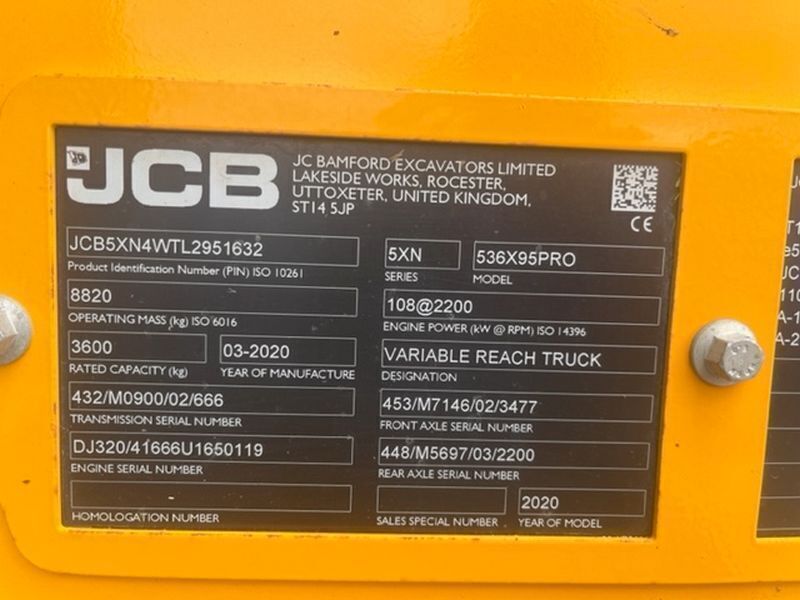 JCB
JC BAMFORD EXCAVATORS LIMITED
LAKESIDE WORKS, ROCESTER,
UTTOXETER, UNITED KINGDOM,
ST14 5JP
CE
JCB5XN4WTL2951632
Product Identification Number (PIN) ISO 10261
5XN
SERIES
536X95PRO
MODEL
8820
OPERATING MASS (kg) ISO 6016
108@2200
ENGINE POWER (kW @ RPM) ISO 14396
3600
RATED CAPACITY (kg)
03-2020
YEAR OF MANUFACTURE
VARIABLE REACH TRUCK
DESIGNATION
432/M0900/02/666
TRANSMISSION SERIAL NUMBER
453/M7146/02/3477
FRONT AXLE SERIAL NUMBER
DJ320/41666U1650119
ENGINE SERIAL NUMBER
448/M5697/03/2200
REAR AXLE SERIAL NUMBER
HOMOLOGATION NUMBER
SALES SPECIAL NUMBER
2020
YEAR OF MODEL